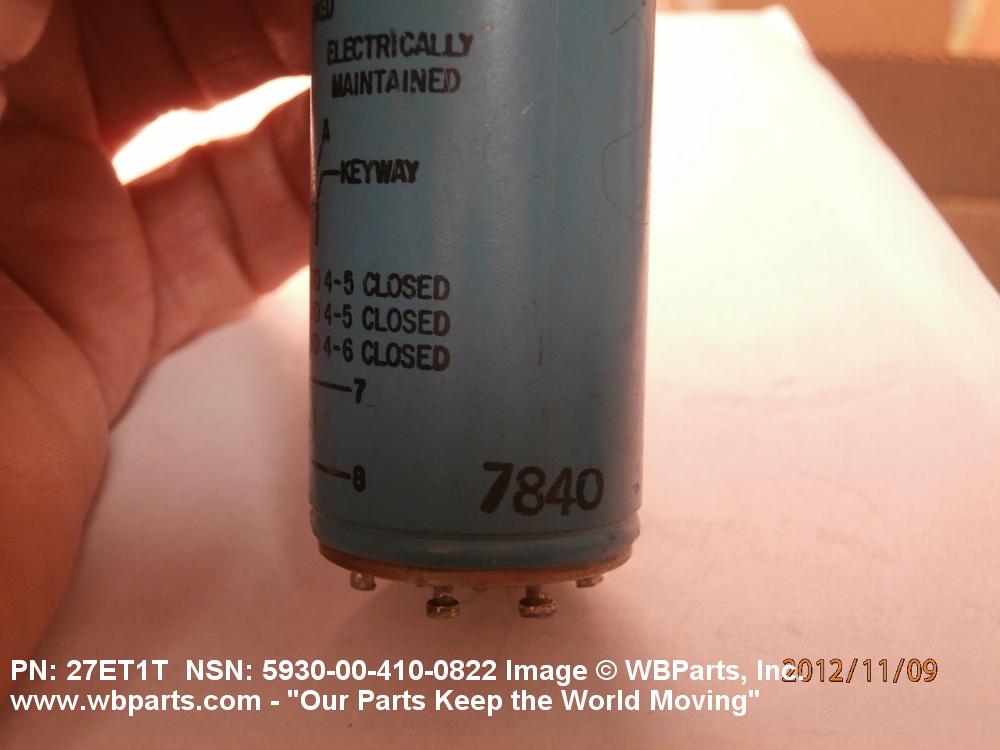 ELECTRICALLY
MAINTAINED
A
KEYWAY
4-5 CLOSED
4-5 CLOSED
4-6 CLOSED
7
8
7840
PN: 27ET1T NSN: 5930-00-410-0822 Image © WBParts, Inc. 2012/11/09
www.wbparts.com - "Our Parts Keep the World Moving"